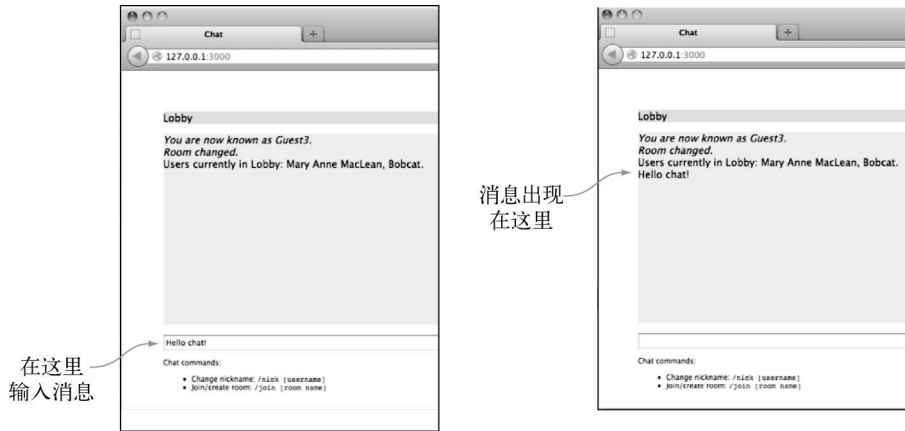 Chat
127.0.0.1:3000
Lobby
You are now known as Guest3.
Room changed.
Users currently in Lobby: Mary Anne MacLean, Bobcat.
Hello chat!
Chat commands:
Change nickname: /nick [username]
Join/create room: /join [room name]
在这里
输入消息
Chat
127.0.0.1:3000
Lobby
You are now known as Guest3.
Room changed.
Users currently in Lobby: Mary Anne MacLean, Bobcat.
Hello chat!
Chat commands:
Change nickname: /nick [username]
Join/create room: /join [room name]
消息出现
在这里